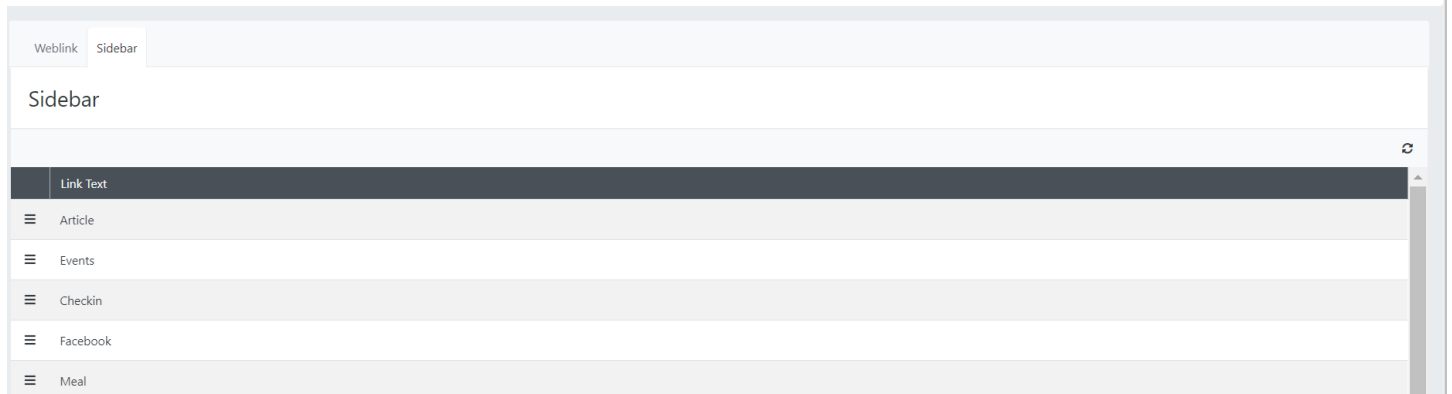 Weblink Sidebar
Sidebar
Link Text
Article
Events
Checkin
Facebook
Meal